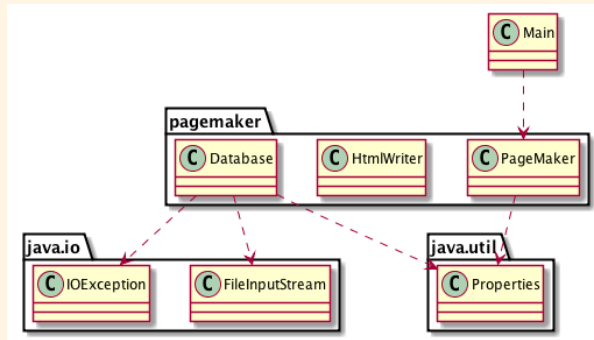 C Main
pagemaker
C Database
C HtmlWriter
C PageMaker
java.io
java.util
C IOException
C FileInputStream
C Properties